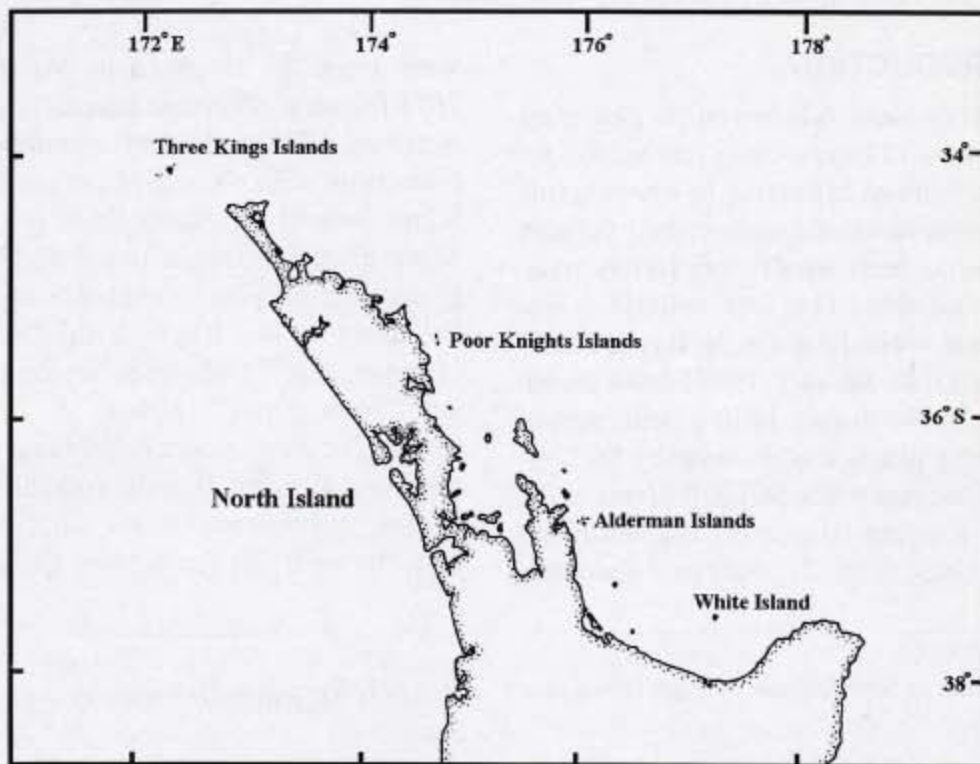 172°E 174° 176° 178°
34°
Three Kings Islands
Poor Knights Islands
36°S
North Island
Alderman Islands
White Island
38°